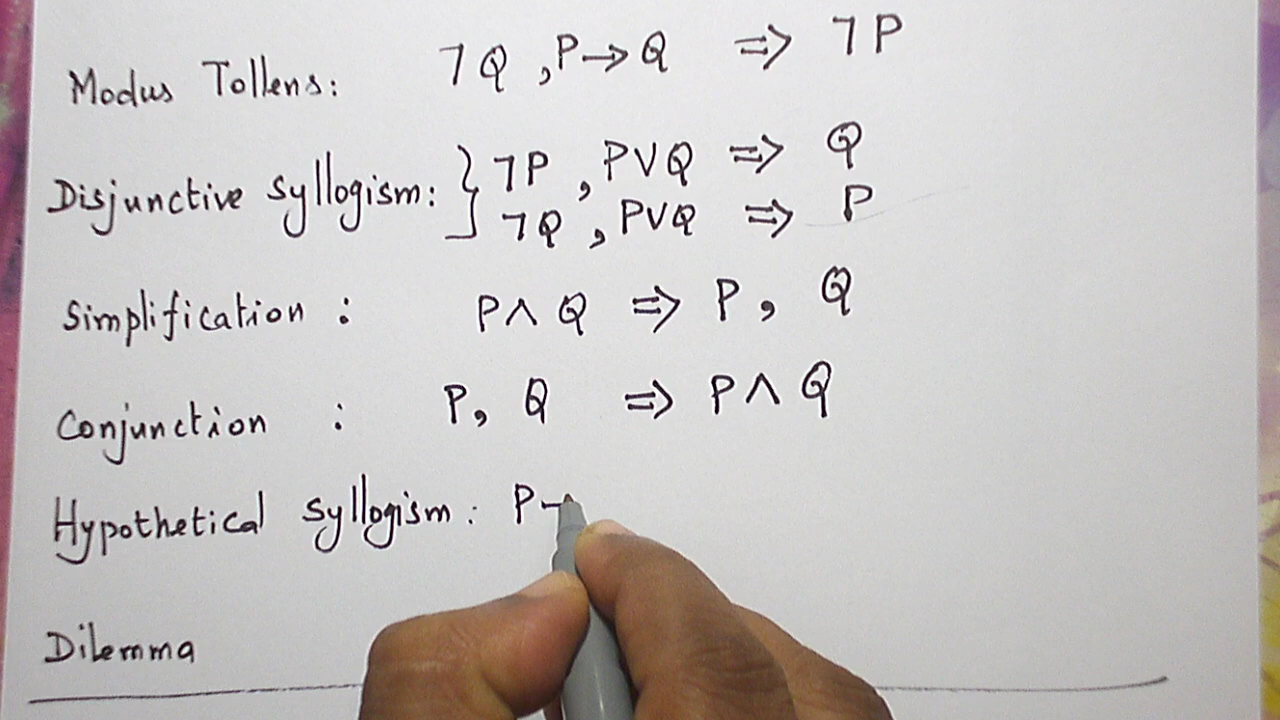 Modus Tollens: ⅂Q, P→Q ⇒ ⅂P
Disjunctive syllogism: } ⅂P, P∨Q ⇒ Q
⅂Q, P∨Q ⇒ P
Simplification : P∧Q ⇒ P, Q
Conjunction : P, Q ⇒ P∧Q
Hypothetical syllogism: P-
Dilemma